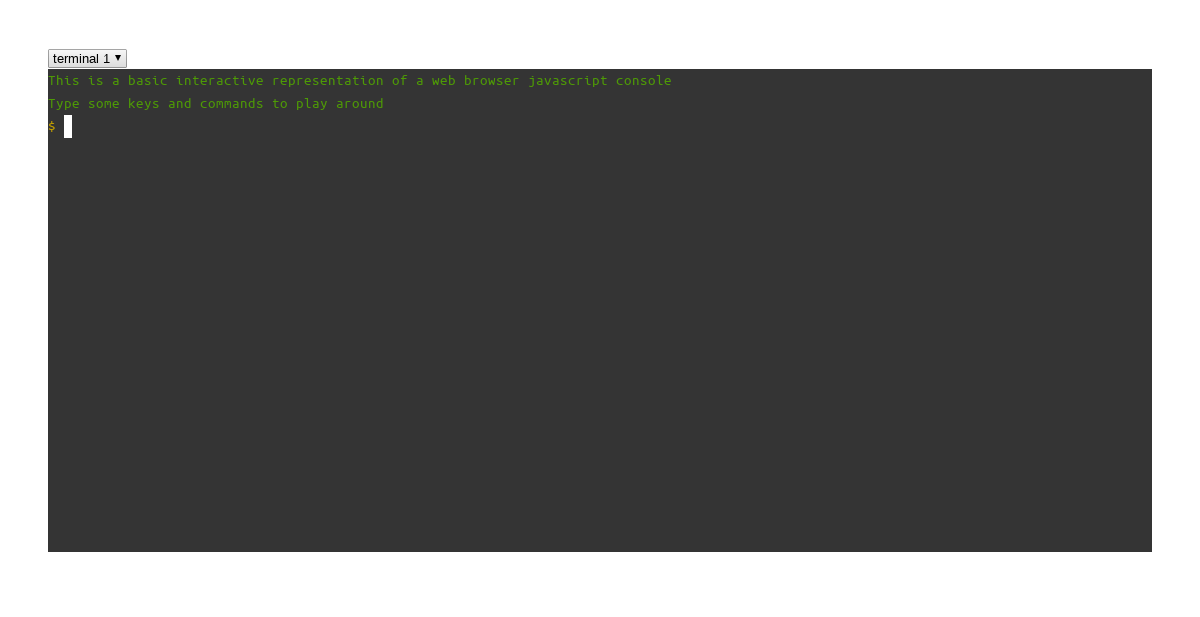 terminal 1 ▼
This is a basic interactive representation of a web browser javascript console
Type some keys and commands to play around
$